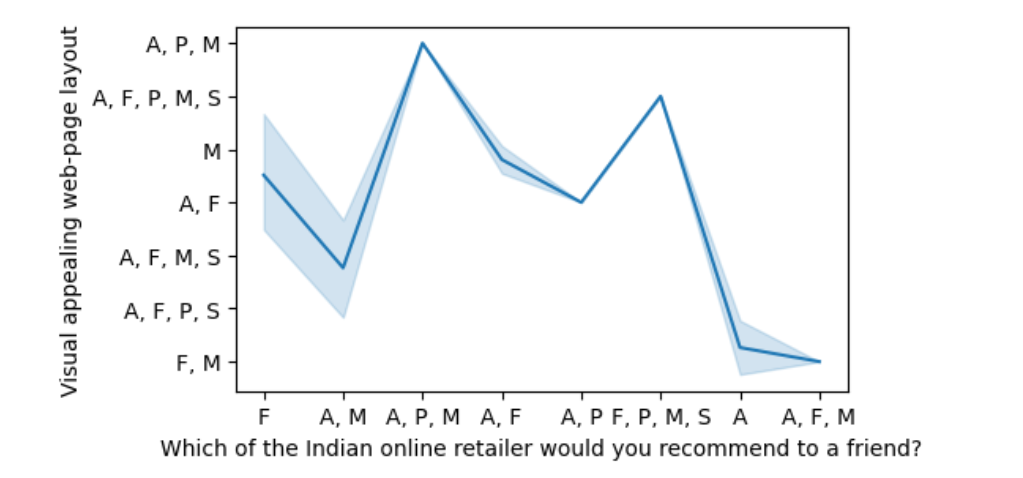 Visual appealing web-page layout
A, P, M
A, F, P, M, S
M
A, F
A, F, M, S
A, F, P, S
F, M
F A, M A, P, M A, F A, P F, P, M, S A A, F, M
Which of the Indian online retailer would you recommend to a friend?